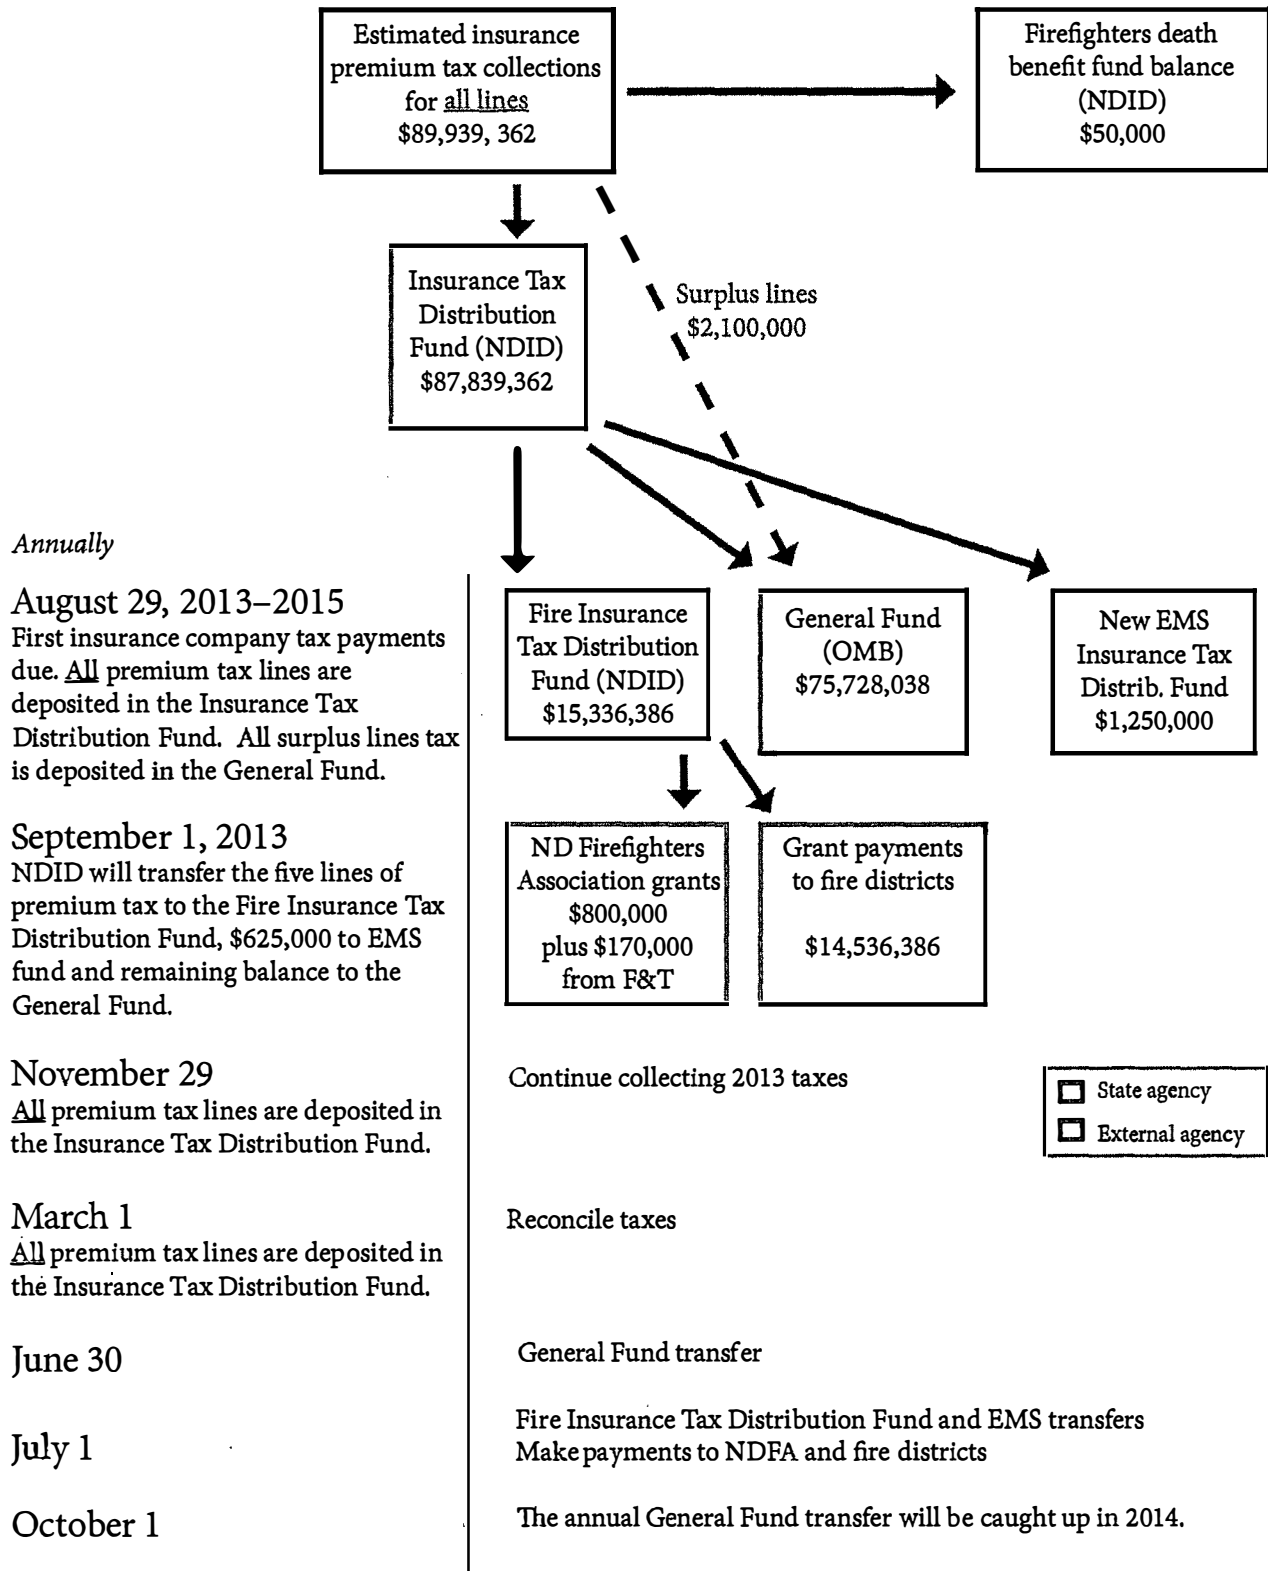 Estimated insurance
premium tax collections
for all lines
$89,939, 362
Firefighters death
benefit fund balance
(NDID)
$50,000
Insurance Tax
Distribution
Fund (NDID)
$87,839,362
Surplus lines
$2,100,000
Annually
August 29, 2013–2015
First insurance company tax payments
due. All premium tax lines are
deposited in the Insurance Tax
Distribution Fund. All surplus lines tax
is deposited in the General Fund.
Fire Insurance
Tax Distribution
Fund (NDID)
$15,336,386
General Fund
(OMB)
$75,728,038
New EMS
Insurance Tax
Distrib. Fund
$1,250,000
September 1, 2013
NDID will transfer the five lines of
premium tax to the Fire Insurance Tax
Distribution Fund, $625,000 to EMS
fund and remaining balance to the
General Fund.
ND Firefighters
Association grants
$800,000
plus $170,000
from F&T
Grant payments
to fire districts
$14,536,386
November 29
All premium tax lines are deposited in
the Insurance Tax Distribution Fund.
Continue collecting 2013 taxes
State agency
External agency
March 1
All premium tax lines are deposited in
the Insurance Tax Distribution Fund.
Reconcile taxes
June 30
General Fund transfer
July 1
Fire Insurance Tax Distribution Fund and EMS transfers
Make payments to NDFA and fire districts
October 1
The annual General Fund transfer will be caught up in 2014.